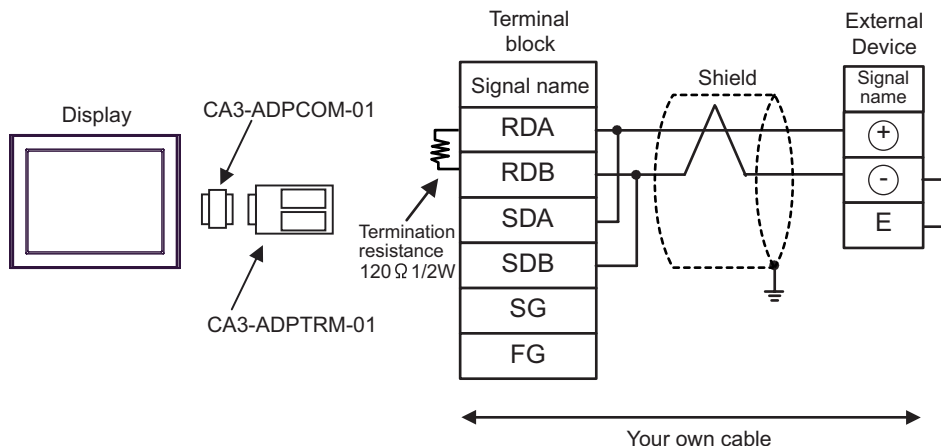 Display
CA3-ADPCOM-01
CA3-ADPTRM-01
Termination
resistance
120Ω 1/2W
Terminal
block
Signal name
RDA
RDB
SDA
SDB
SG
FG
Shield
External
Device
Signal
name
+
-
E
Your own cable